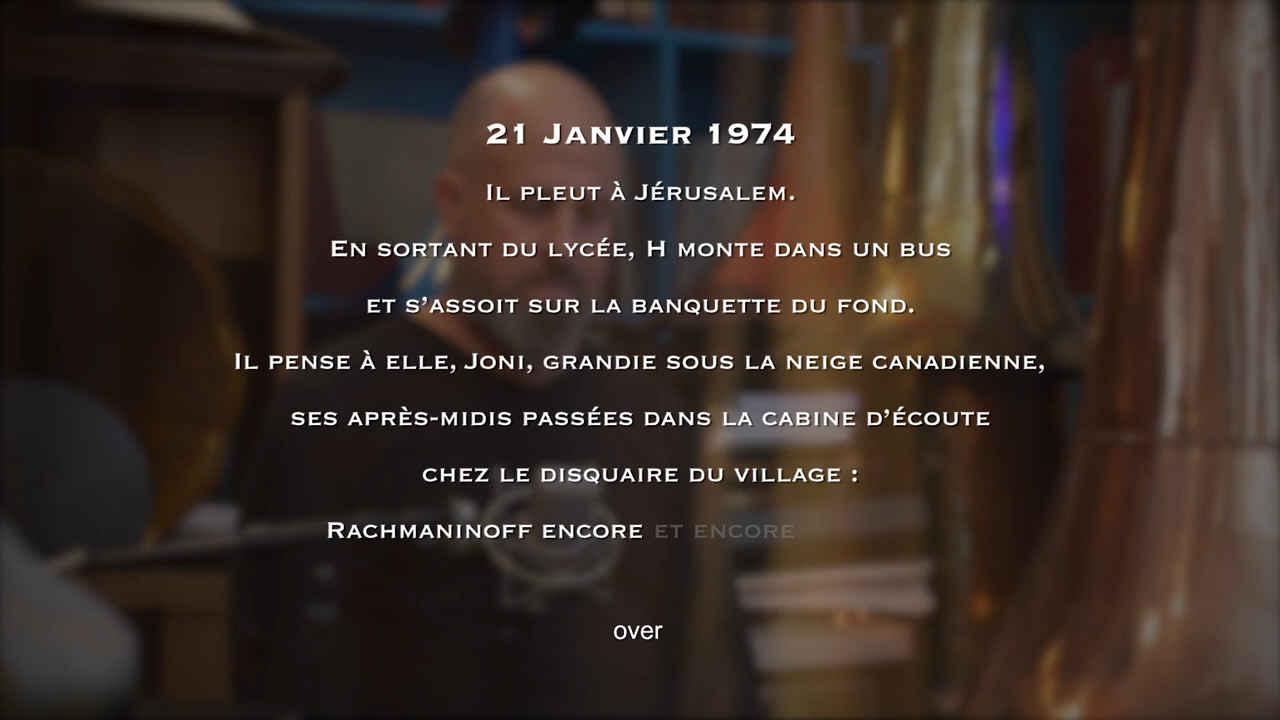 21 Janvier 1974
Il pleut à Jérusalem.
En sortant du lycée, H monte dans un bus
et s’assoit sur la banquette du fond.
Il pense à elle, Joni, grandie sous la neige canadienne,
ses après-midis passées dans la cabine d’écoute
chez le disquaire du village :
Rachmaninoff encore et encore
over